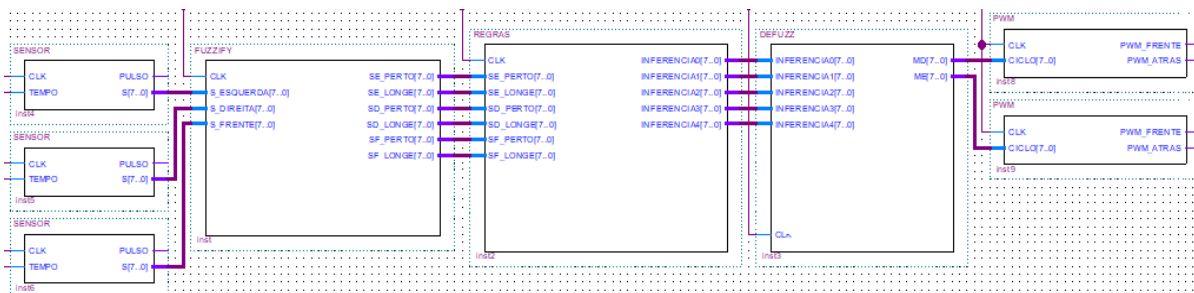 SENSOR
CLK PULSO
TEMPO S[7..0]
inst4
SENSOR
CLK PULSO
TEMPO S[7..0]
inst5
SENSOR
CLK PULSO
TEMPO S[7..0]
inst6
FUZZIFY
CLK SE_PERTO[7..0]
S_ESQUERDA[7..0] SE_LONGE[7..0]
S_DIREITA[7..0] SD_PERTO[7..0]
S_FRENTE[7..0] SD_LONGE[7..0]
SF_PERTO[7..0]
SF_LONGE[7..0]
inst
REGRAS
CLK INFERENCIA0[7..0]
SE_PERTO[7..0] INFERENCIA1[7..0]
SE_LONGE[7..0] INFERENCIA2[7..0]
SD_PERTO[7..0] INFERENCIA3[7..0]
SD_LONGE[7..0] INFERENCIA4[7..0]
SF_PERTO[7..0]
SF_LONGE[7..0]
inst2
DEFUZZ
INFERENCIA0[7..0] MD[7..0]
INFERENCIA1[7..0] ME[7..0]
INFERENCIA2[7..0]
INFERENCIA3[7..0]
INFERENCIA4[7..0]
CLK
inst3
PWM
CLK PWM_FRENTE
CICLO[7..0] PWM_ATRAS
inst8
PWM
CLK PWM_FRENTE
CICLO[7..0] PWM_ATRAS
inst9